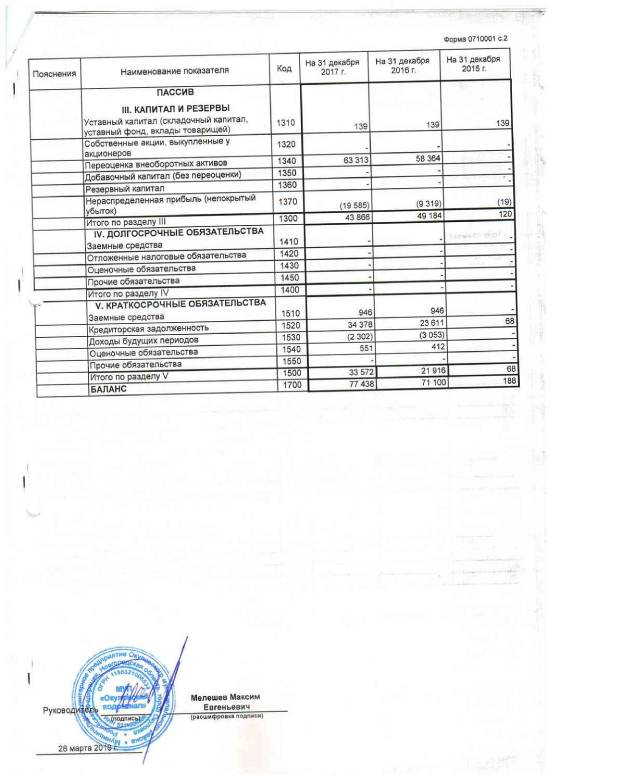 Форма 0710001 с.2
Пояснения Наименование показателя Код На 31 декабря 2017 г. На 31 декабря 2016 г. На 31 декабря 2015 г.
ПАССИВ
III. КАПИТАЛ И РЕЗЕРВЫ
Уставный капитал (складочный капитал,
уставный фонд, вклады товарищей) 1310 139 139 139
Собственные акции, выкупленные у
акционеров 1320 - - -
Переоценка внеоборотных активов 1340 63 313 58 364 -
Добавочный капитал (без переоценки) 1350 - - -
Резервный капитал 1360 - - -
Нераспределенная прибыль (непокрытый
убыток) 1370 (19 585) (9 319) (19)
Итого по разделу III 1300 43 866 49 184 120
IV. ДОЛГОСРОЧНЫЕ ОБЯЗАТЕЛЬСТВА
Заемные средства 1410 - - -
Отложенные налоговые обязательства 1420 - - -
Оценочные обязательства 1430 - - -
Прочие обязательства 1450 - - -
Итого по разделу IV 1400 - - -
V. КРАТКОСРОЧНЫЕ ОБЯЗАТЕЛЬСТВА
Заемные средства 1510 946 946 -
Кредиторская задолженность 1520 34 378 23 611 68
Доходы будущих периодов 1530 (2 302) (3 053) -
Оценочные обязательства 1540 551 412 -
Прочие обязательства 1550 - - -
Итого по разделу V 1500 33 572 21 916 68
БАЛАНС 1700 77 438 71 100 188
МУП
«Окуловский
водоканал»
Руководитель
(подпись)
Мелешев Максим
Евгеньевич
(расшифровка подписи)
28 марта 2018 г.